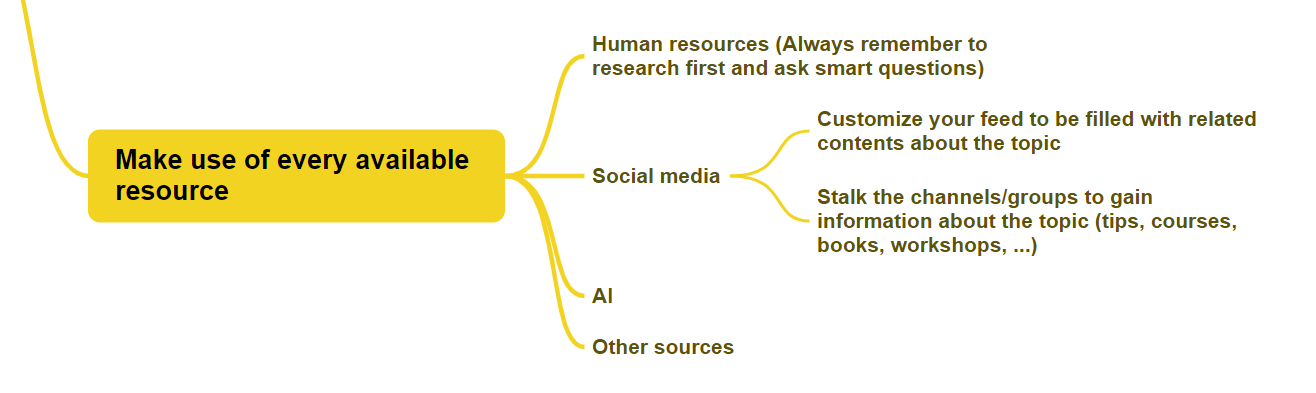 Human resources (Always remember to
research first and ask smart questions)
Customize your feed to be filled with related
contents about the topic
Make use of every available
resource
Social media
Stalk the channels/groups to gain
information about the topic (tips, courses,
books, workshops, ...)
AI
Other sources